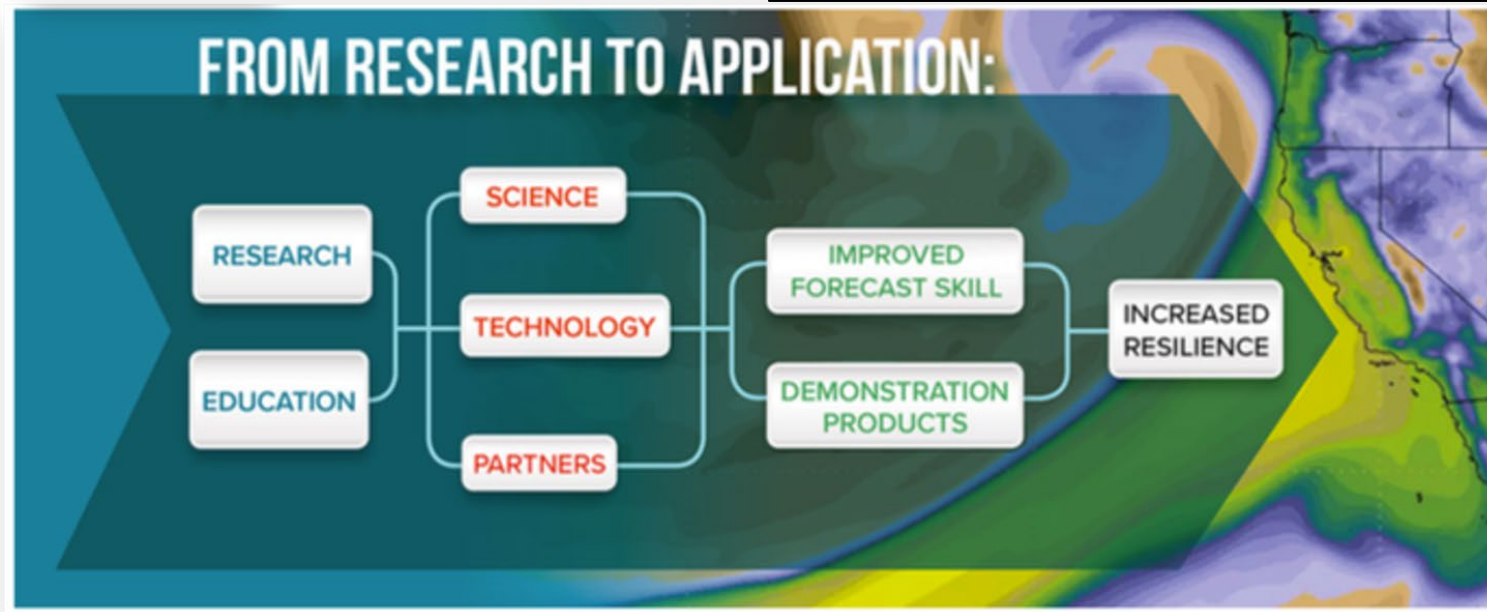 FROM RESEARCH TO APPLICATION:
RESEARCH
EDUCATION
SCIENCE
TECHNOLOGY
PARTNERS
IMPROVED
FORECAST SKILL
DEMONSTRATION
PRODUCTS
INCREASED
RESILIENCE